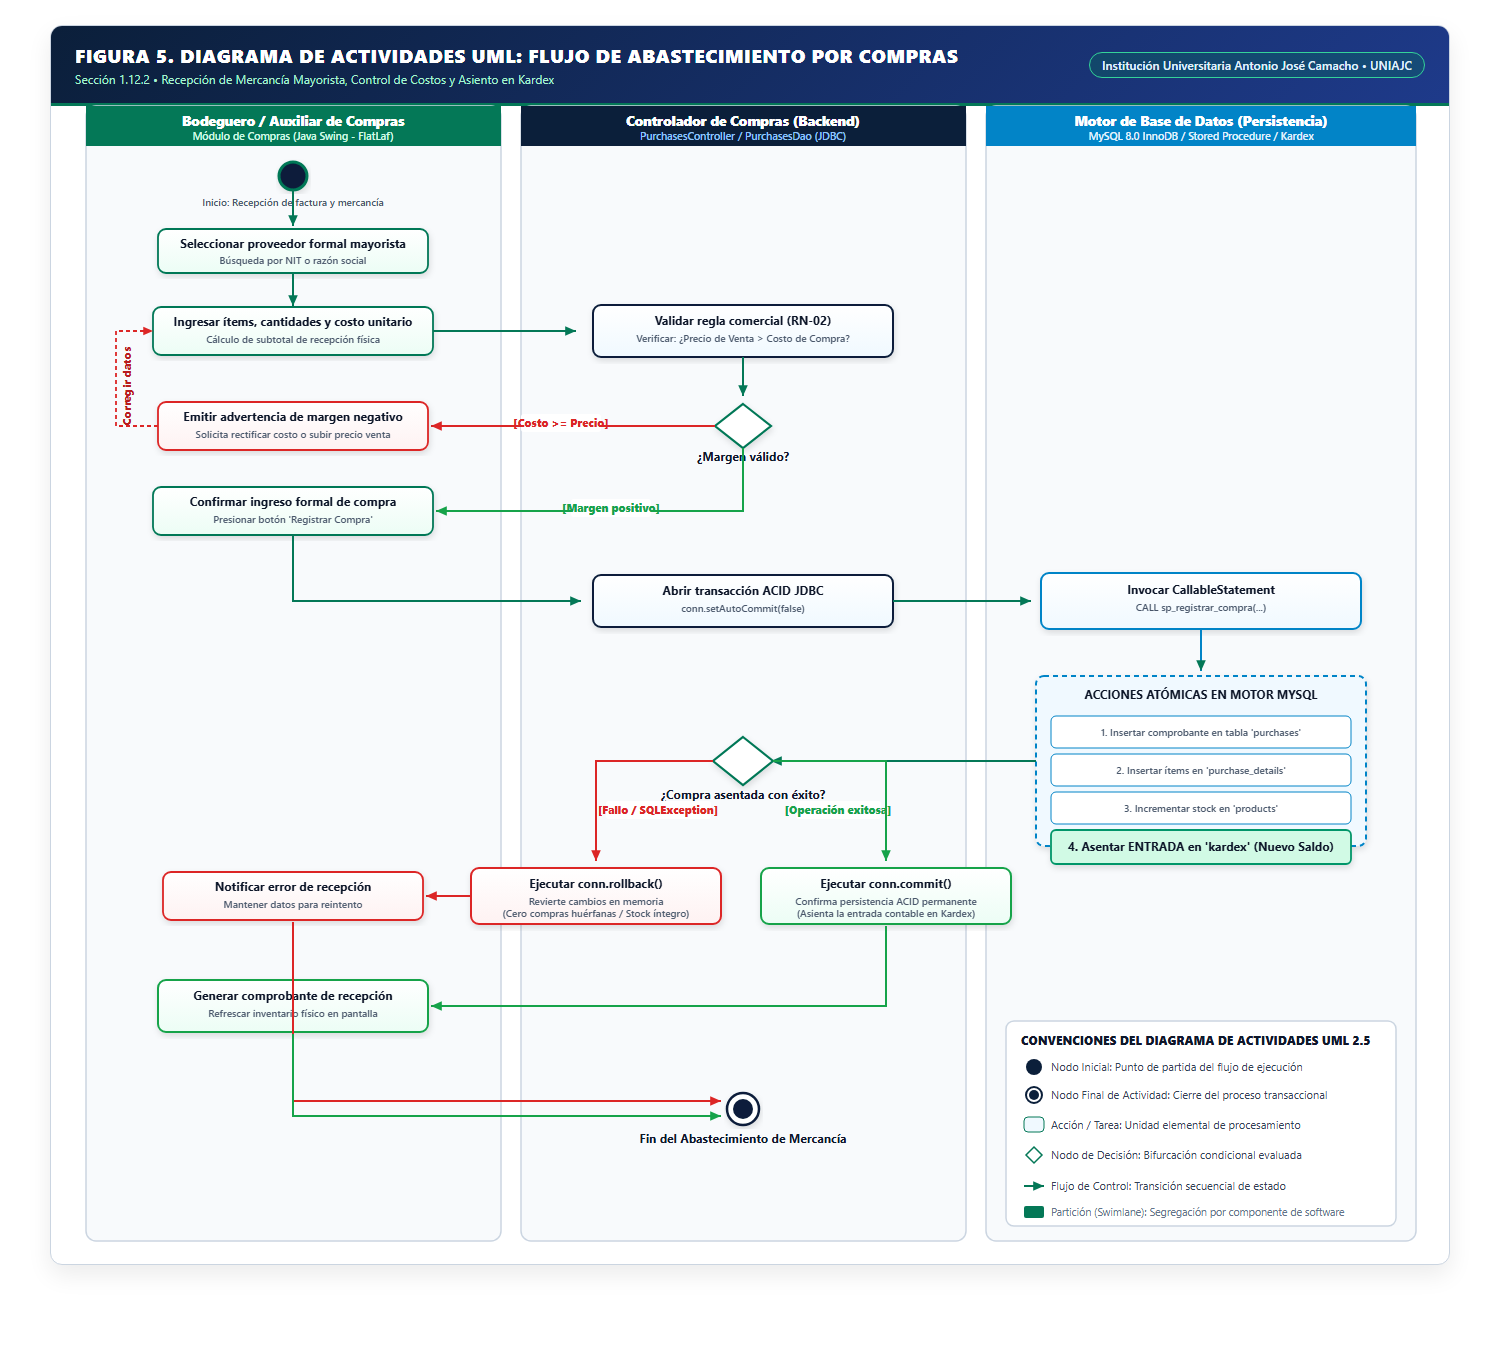 FIGURA 5. DIAGRAMA DE ACTIVIDADES UML: FLUJO DE ABASTECIMIENTO POR COMPRAS
Sección 1.12.2 • Recepción de Mercancía Mayorista, Control de Costos y Asiento en Kardex
Institución Universitaria Antonio José Camacho • UNIAJC
Bodeguero / Auxiliar de Compras
Módulo de Compras (Java Swing - FlatLaf)
Controlador de Compras (Backend)
PurchasesController / PurchasesDao (JDBC)
Motor de Base de Datos (Persistencia)
MySQL 8.0 InnoDB / Stored Procedure / Kardex
Inicio: Recepción de factura y mercancía
Seleccionar proveedor formal mayorista
Búsqueda por NIT o razón social
Ingresar ítems, cantidades y costo unitario
Cálculo de subtotal de recepción física
Validar regla comercial (RN-02)
Verificar: ¿Precio de Venta > Costo de Compra?
Corregir datos
Emitir advertencia de margen negativo
Solicita rectificar costo o subir precio venta
[Costo >= Precio]
¿Margen válido?
Confirmar ingreso formal de compra
Presionar botón 'Registrar Compra'
[Margen positivo]
Abrir transacción ACID JDBC
conn.setAutoCommit(false)
Invocar CallableStatement
CALL sp_registrar_compra(...)
ACCIONES ATÓMICAS EN MOTOR MYSQL
1. Insertar comprobante en tabla 'purchases'
2. Insertar ítems en 'purchase_details'
3. Incrementar stock en 'products'
4. Asentar ENTRADA en 'kardex' (Nuevo Saldo)
¿Compra asentada con éxito?
[Fallo / SQLException]
[Operación exitosa]
Notificar error de recepción
Mantener datos para reintento
Ejecutar conn.rollback()
Revierte cambios en memoria
(Cero compras huérfanas / Stock íntegro)
Ejecutar conn.commit()
Confirma persistencia ACID permanente
(Asienta la entrada contable en Kardex)
Generar comprobante de recepción
Refrescar inventario físico en pantalla
Fin del Abastecimiento de Mercancía
CONVENCIONES DEL DIAGRAMA DE ACTIVIDADES UML 2.5
Nodo Inicial: Punto de partida del flujo de ejecución
Nodo Final de Actividad: Cierre del proceso transaccional
Acción / Tarea: Unidad elemental de procesamiento
Nodo de Decisión: Bifurcación condicional evaluada
Flujo de Control: Transición secuencial de estado
Partición (Swimlane): Segregación por componente de software